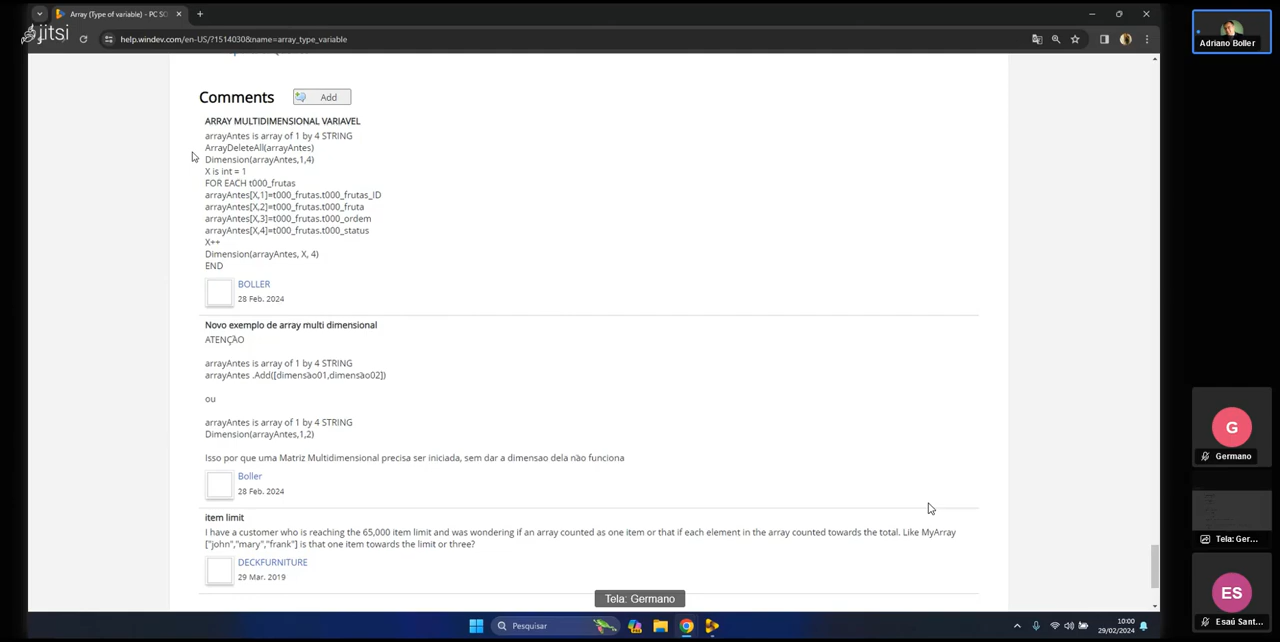 Array (Type of variable) - PC SO
jitsi
help.windev.com/en-US/?1514030&name=array_type_variable
Adriano Boller
Comments
Add
ARRAY MULTIDIMENSIONAL VARIAVEL
arrayAntes is array of 1 by 4 STRING
ArrayDeleteAll(arrayAntes)
Dimension(arrayAntes,1,4)
X is int = 1
FOR EACH t000_frutas
arrayAntes[X,1]=t000_frutas.t000_frutas_ID
arrayAntes[X,2]=t000_frutas.t000_fruta
arrayAntes[X,3]=t000_frutas.t000_ordem
arrayAntes[X,4]=t000_frutas.t000_status
X++
Dimension(arrayAntes, X, 4)
END
BOLLER
28 Feb. 2024
Novo exemplo de array multi dimensional
ATENÇÃO
arrayAntes is array of 1 by 4 STRING
arrayAntes .Add([dimensão01,dimensão02])
ou
arrayAntes is array of 1 by 4 STRING
Dimension(arrayAntes,1,2)
Isso por que uma Matriz Multidimensional precisa ser iniciada, sem dar a dimensao dela não funciona
Boller
28 Feb. 2024
item limit
I have a customer who is reaching the 65,000 item limit and was wondering if an array counted as one item or that if each element in the array counted towards the total. Like MyArray
["john","mary","frank"] is that one item towards the limit or three?
DECKFURNITURE
29 Mar. 2019
G
Germano
Tela: Ger...
ES
Esaú Sant...
Tela: Germano
Pesquisar
10:00
29/02/2024